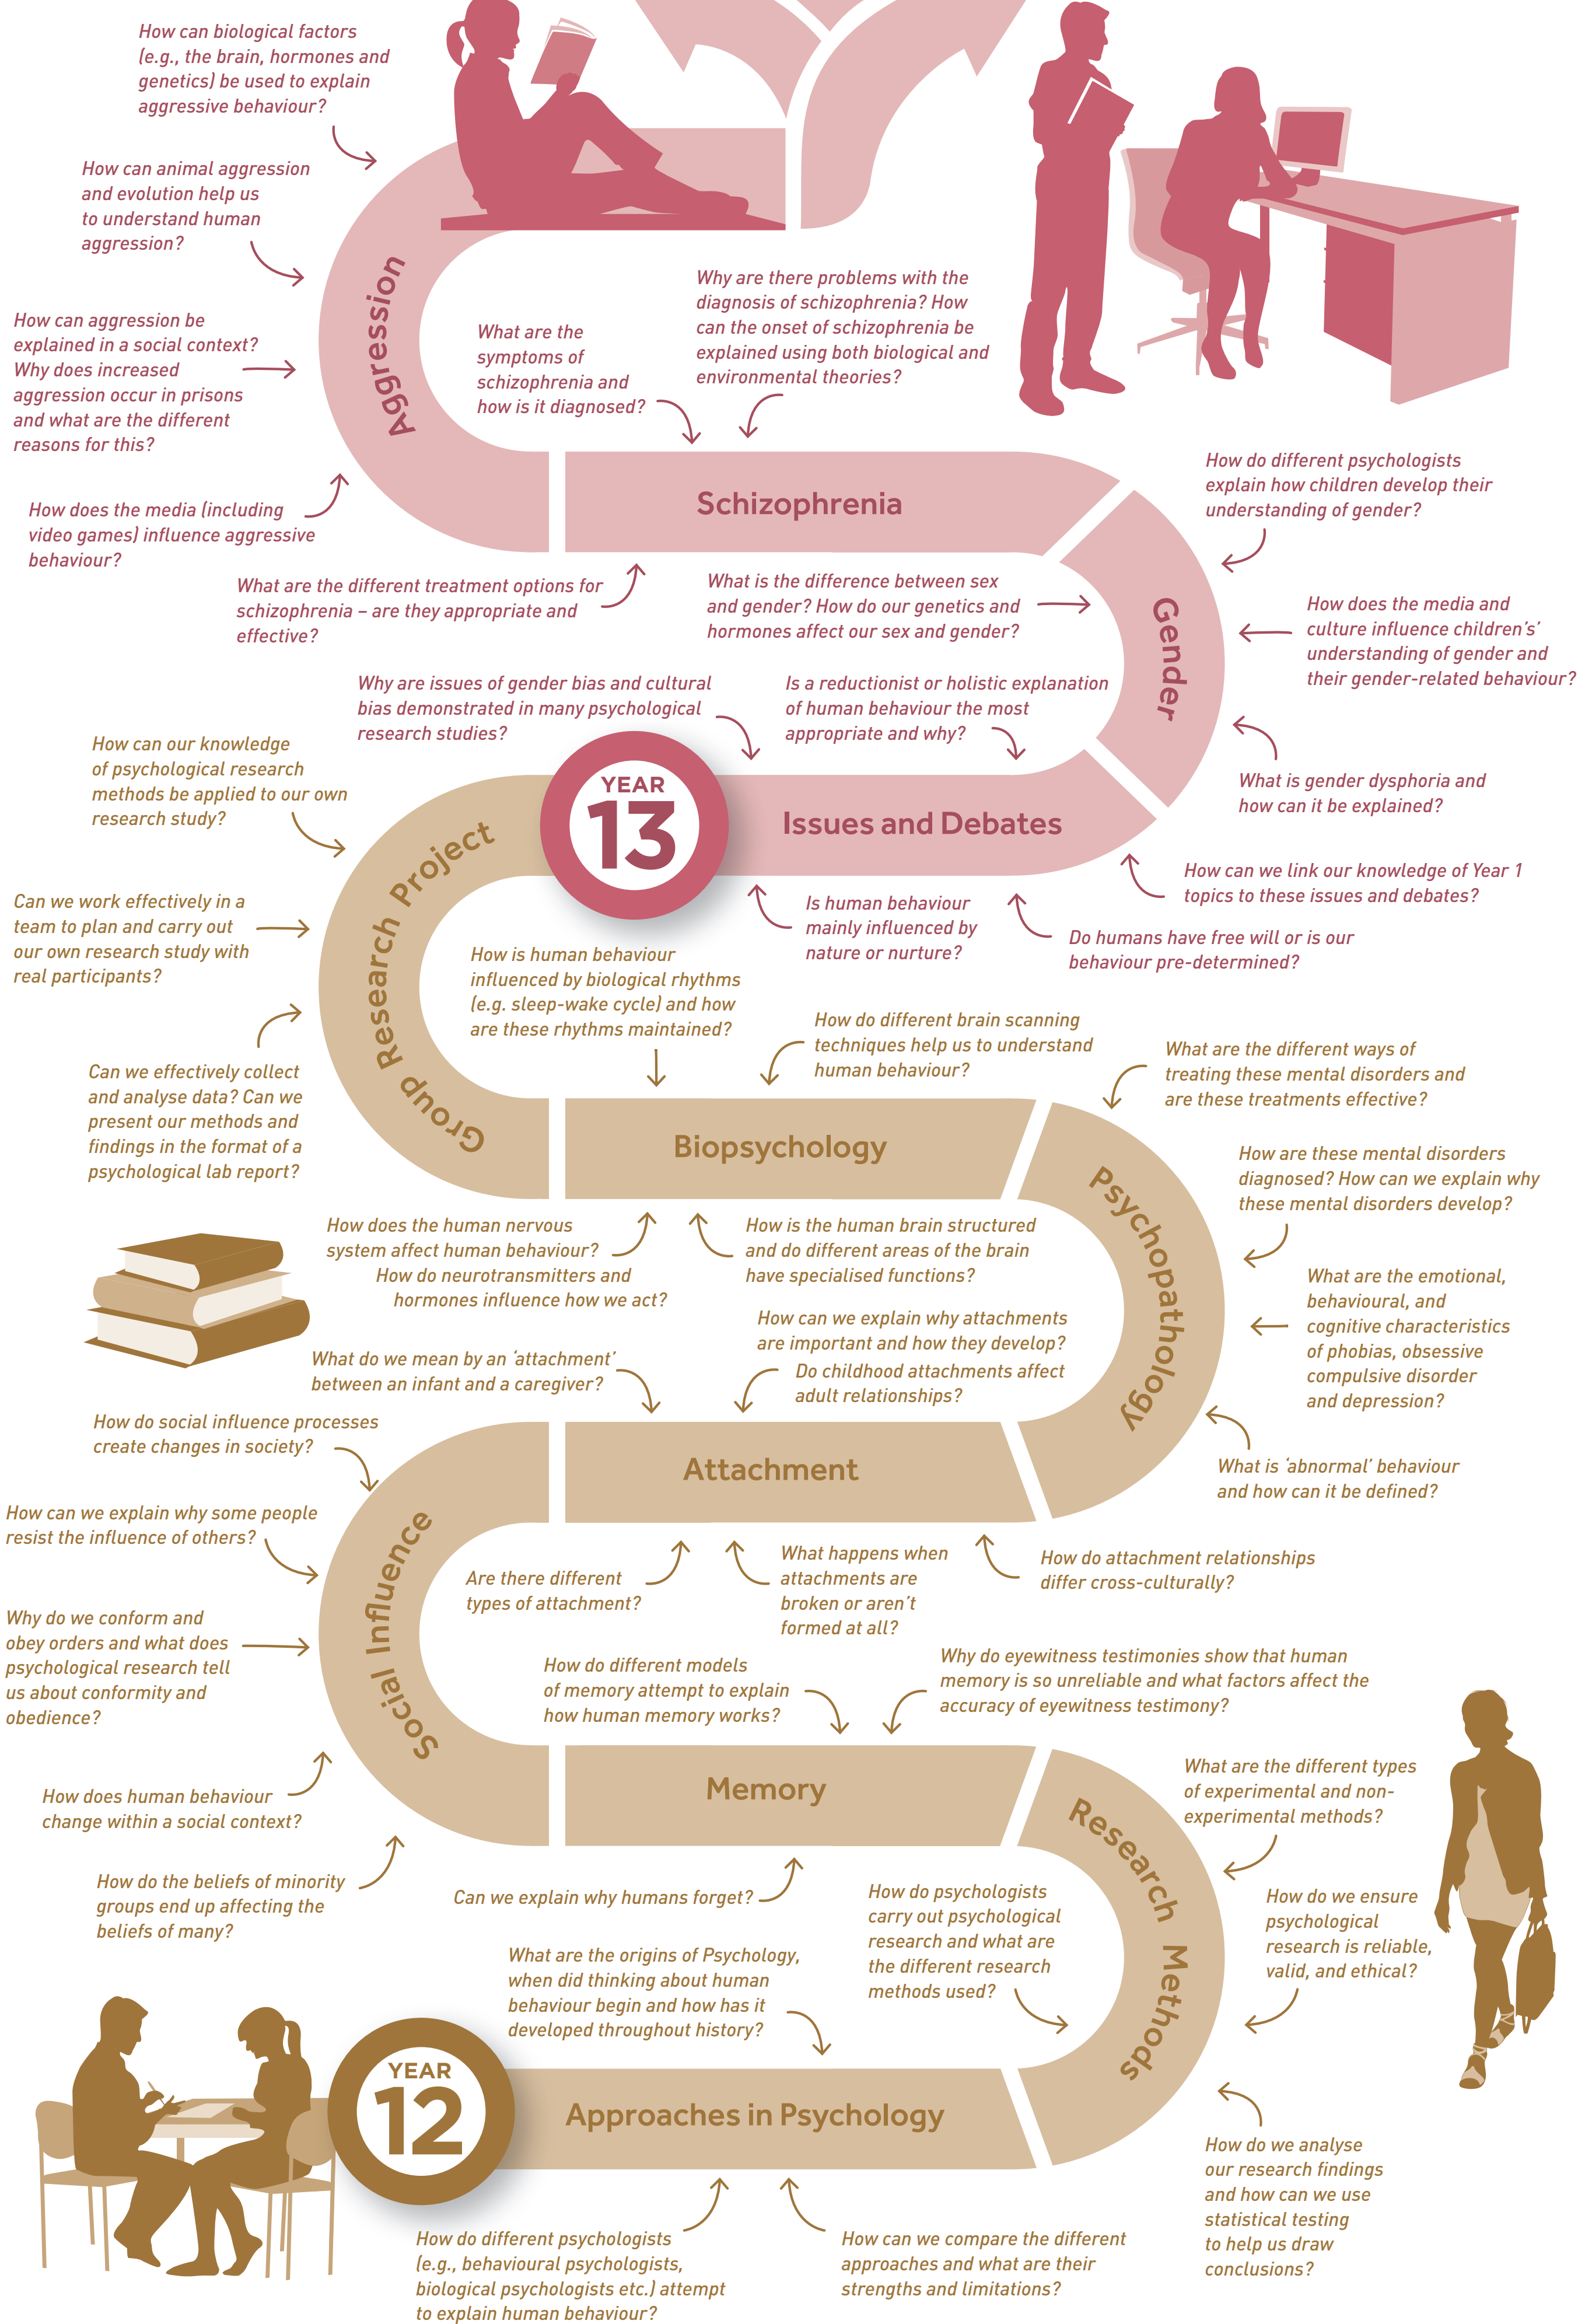 How can biological factors
(e.g., the brain, hormones and
genetics) be used to explain
aggressive behaviour?
How can animal aggression
and evolution help us
to understand human
aggression?
How can aggression be
explained in a social context?
Why does increased
aggression occur in prisons
and what are the different
reasons for this?
How does the media (including
video games) influence aggressive
behaviour?
Aggression
What are the
symptoms of
schizophrenia and
how is it diagnosed?
Why are there problems with the
diagnosis of schizophrenia? How
can the onset of schizophrenia be
explained using both biological and
environmental theories?
Schizophrenia
What are the different treatment options for
schizophrenia – are they appropriate and
effective?
How do different psychologists
explain how children develop their
understanding of gender?
What is the difference between sex
and gender? How do our genetics and
hormones affect our sex and gender?
Gender
How does the media and
culture influence children's'
understanding of gender and
their gender-related behaviour?
What is gender dysphoria and
how can it be explained?
Why are issues of gender bias and cultural
bias demonstrated in many psychological
research studies?
Is a reductionist or holistic explanation
of human behaviour the most
appropriate and why?
YEAR
13
Issues and Debates
How can we link our knowledge of Year 1
topics to these issues and debates?
Is human behaviour
mainly influenced by
nature or nurture?
Do humans have free will or is our
behaviour pre-determined?
How can our knowledge
of psychological research
methods be applied to our own
research study?
Can we work effectively in a
team to plan and carry out
our own research study with
real participants?
Can we effectively collect
and analyse data? Can we
present our methods and
findings in the format of a
psychological lab report?
Group Research Project
How is human behaviour
influenced by biological rhythms
(e.g. sleep-wake cycle) and how
are these rhythms maintained?
How do different brain scanning
techniques help us to understand
human behaviour?
Biopsychology
How does the human nervous
system affect human behaviour?
How do neurotransmitters and
hormones influence how we act?
How is the human brain structured
and do different areas of the brain
have specialised functions?
What are the different ways of
treating these mental disorders and
are these treatments effective?
How are these mental disorders
diagnosed? How can we explain why
these mental disorders develop?
Psychopathology
What are the emotional,
behavioural, and
cognitive characteristics
of phobias, obsessive
compulsive disorder
and depression?
What is 'abnormal' behaviour
and how can it be defined?
How can we explain why attachments
are important and how they develop?
Do childhood attachments affect
adult relationships?
What do we mean by an 'attachment'
between an infant and a caregiver?
Attachment
Are there different
types of attachment?
What happens when
attachments are
broken or aren't
formed at all?
How do attachment relationships
differ cross-culturally?
How do social influence processes
create changes in society?
How can we explain why some people
resist the influence of others?
Why do we conform and
obey orders and what does
psychological research tell
us about conformity and
obedience?
Social Influence
How does human behaviour
change within a social context?
How do the beliefs of minority
groups end up affecting the
beliefs of many?
How do different models
of memory attempt to explain
how human memory works?
Why do eyewitness testimonies show that human
memory is so unreliable and what factors affect the
accuracy of eyewitness testimony?
Memory
Can we explain why humans forget?
What are the different types
of experimental and non-
experimental methods?
How do psychologists
carry out psychological
research and what are
the different research
methods used?
Research Methods
How do we ensure
psychological
research is reliable,
valid, and ethical?
How do we analyse
our research findings
and how can we use
statistical testing
to help us draw
conclusions?
What are the origins of Psychology,
when did thinking about human
behaviour begin and how has it
developed throughout history?
YEAR
12
Approaches in Psychology
How do different psychologists
(e.g., behavioural psychologists,
biological psychologists etc.) attempt
to explain human behaviour?
How can we compare the different
approaches and what are their
strengths and limitations?